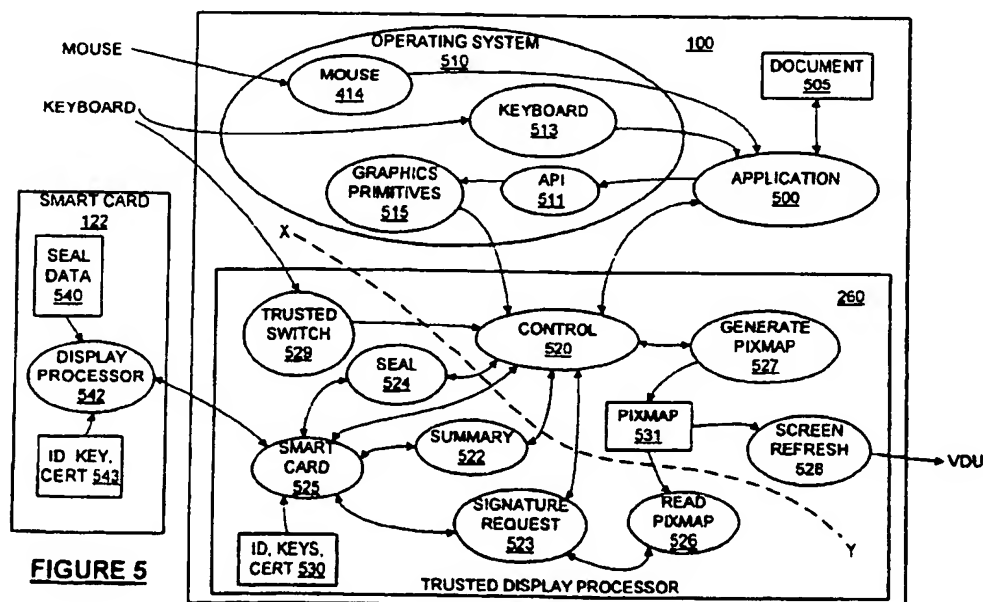 MOUSE
KEYBOARD
100
OPERATING SYSTEM
510
MOUSE
414
KEYBOARD
513
GRAPHICS
PRIMITIVES
515
API
511
DOCUMENT
505
APPLICATION
500
SMART CARD
122
SEAL
DATA
540
DISPLAY
PROCESSOR
542
ID KEY,
CERT 543
X
260
TRUSTED
SWITCH
529
CONTROL
520
GENERATE
PIXMAP
527
SEAL
524
PIXMAP
531
SCREEN
REFRESH
528
VDU
SUMMARY
522
SMART
CARD
525
SIGNATURE
REQUEST
523
READ
PIXMAP
526
Y
ID, KEYS,
CERT 530
TRUSTED DISPLAY PROCESSOR
FIGURE 5